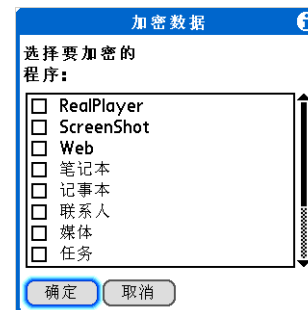 加密数据
选择要加密的
程序:
RealPlayer
ScreenShot
Web
笔记本
记事本
联系人
媒体
任务
确定 取消